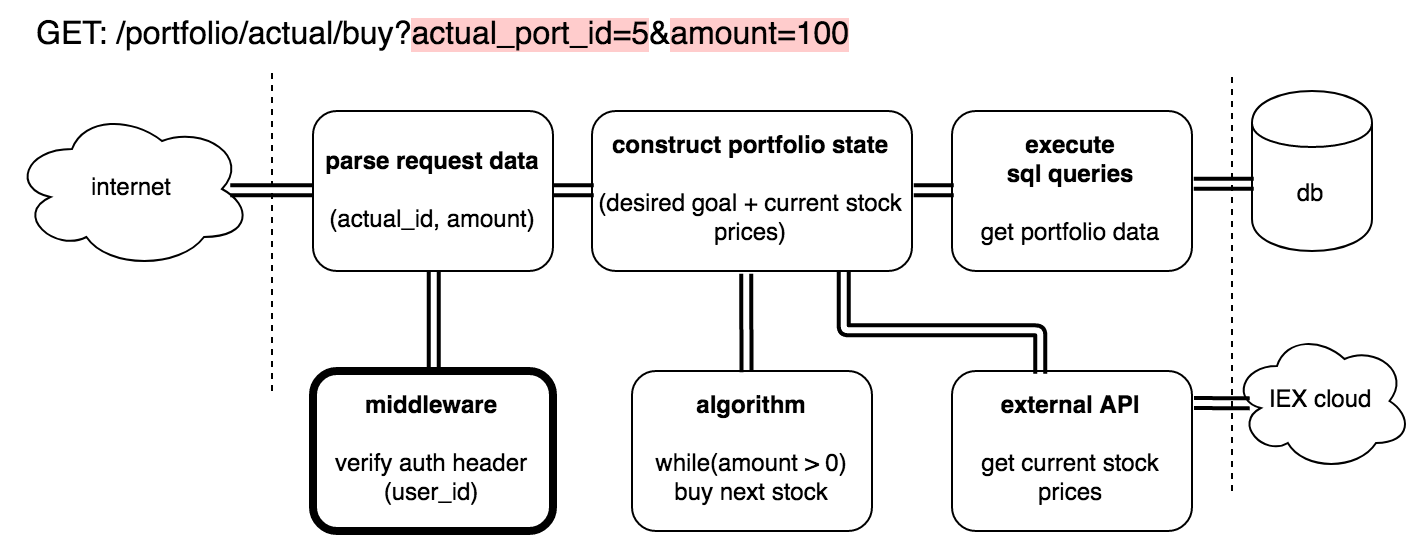 GET: /portfolio/actual/buy?actual_port_id=5&amount=100
internet
parse request data
(actual_id, amount)
construct portfolio state
(desired goal + current stock
prices)
execute
sql queries
get portfolio data
db
middleware
verify auth header
(user_id)
algorithm
while(amount > 0)
buy next stock
external API
get current stock
prices
IEX cloud